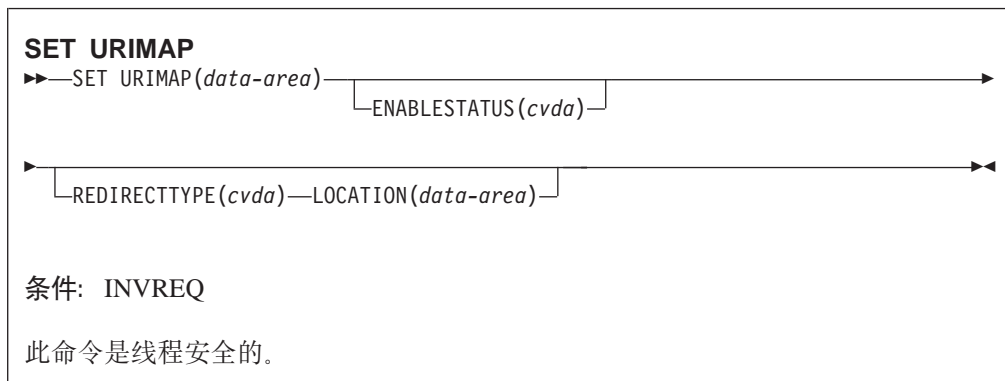 SET URIMAP
SET URIMAP(data-area)
ENABLESTATUS(cvda)
REDIRECTTYPE(cvda) LOCATION(data-area)
条件: INVREQ
此命令是线程安全的。